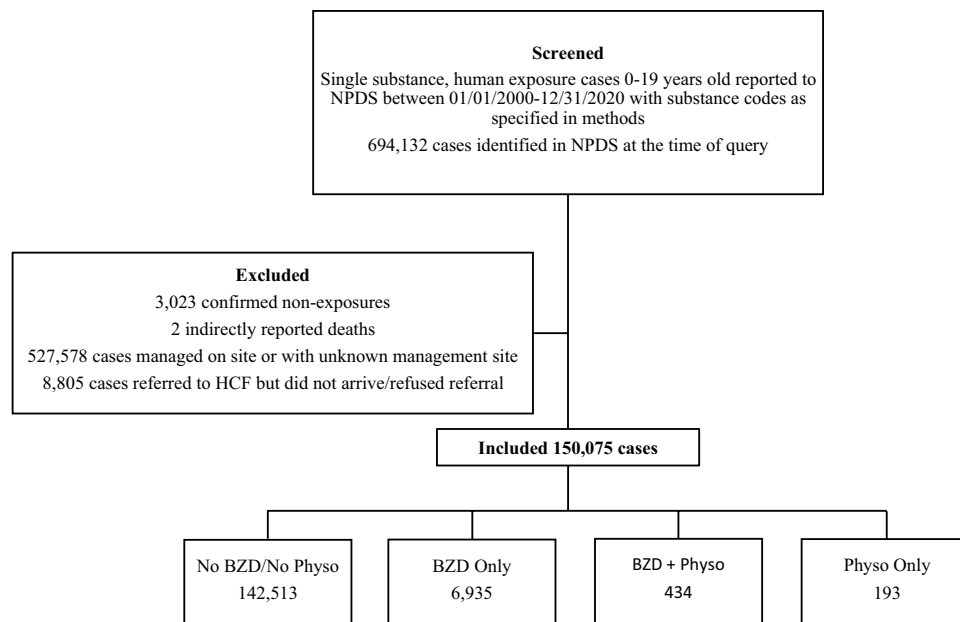 Screened
Single substance, human exposure cases 0-19 years old reported to
NPDS between 01/01/2000-12/31/2020 with substance codes as
specified in methods
694,132 cases identified in NPDS at the time of query
Excluded
3,023 confirmed non-exposures
2 indirectly reported deaths
527,578 cases managed on site or with unknown management site
8,805 cases referred to HCF but did not arrive/refused referral
Included 150,075 cases
No BZD/No Physo
142,513
BZD Only
6,935
BZD + Physo
434
Physo Only
193